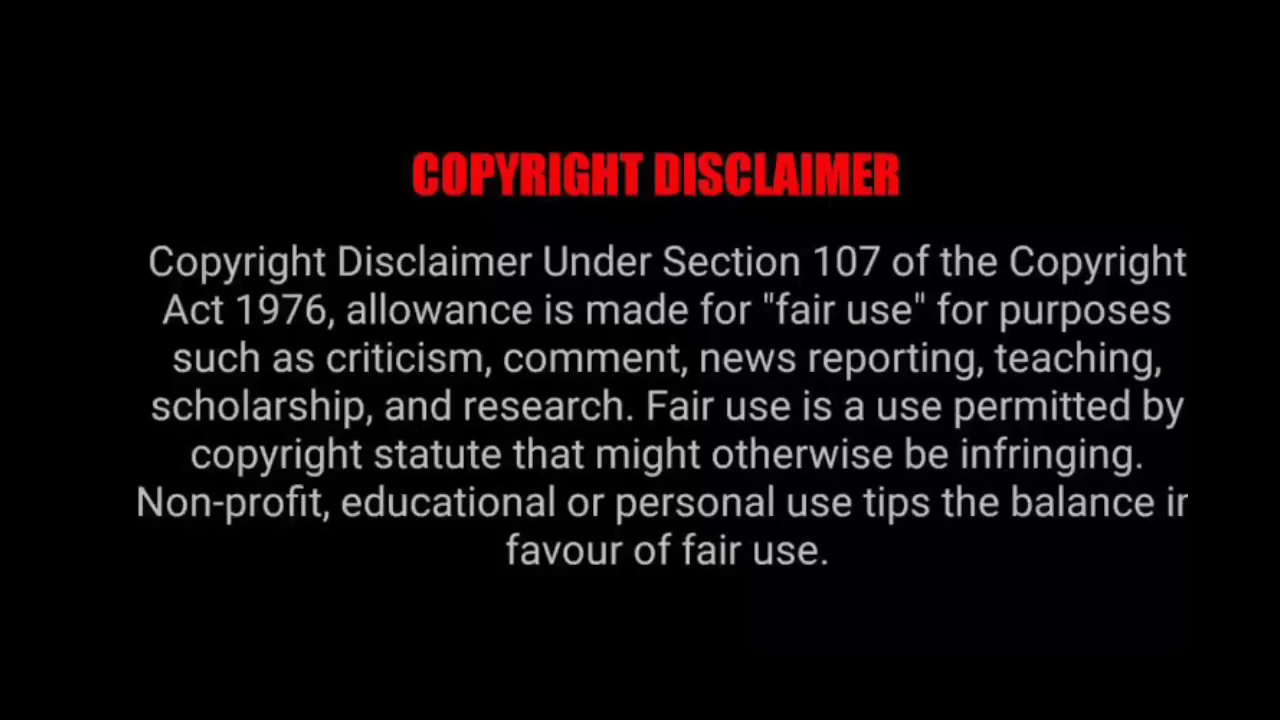 COPYRIGHT DISCLAIMER
Copyright Disclaimer Under Section 107 of the Copyright
Act 1976, allowance is made for "fair use" for purposes
such as criticism, comment, news reporting, teaching,
scholarship, and research. Fair use is a use permitted by
copyright statute that might otherwise be infringing.
Non-profit, educational or personal use tips the balance in
favour of fair use.